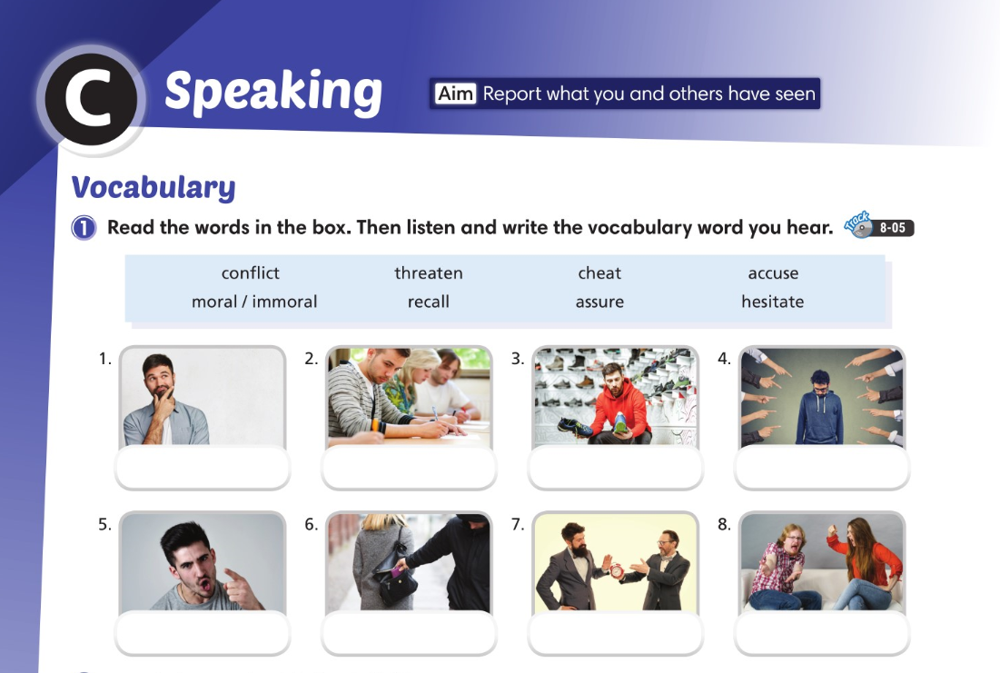 C
Speaking
Aim Report what you and others have seen
Vocabulary
1 Read the words in the box. Then listen and write the vocabulary word you hear. Track 8-05
conflict threaten cheat accuse
moral / immoral recall assure hesitate
1. 2. 3. 4.
5. 6. 7. 8.